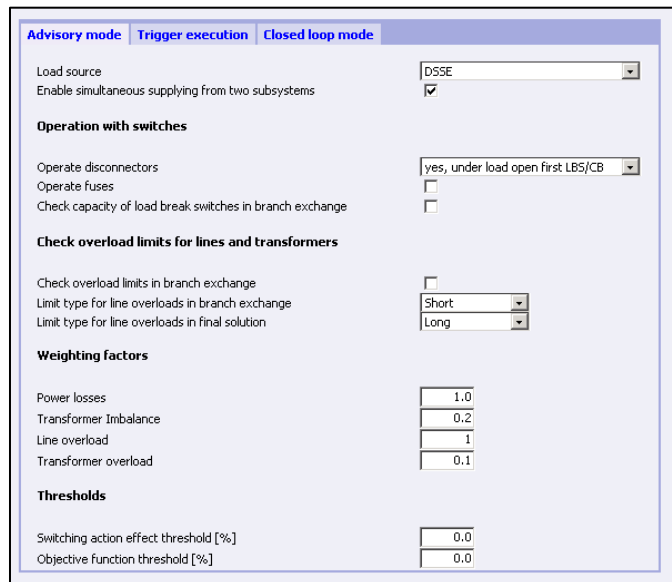 Advisory mode Trigger execution Closed loop mode
Load source DSSE
Enable simultaneous supplying from two subsystems
Operation with switches
Operate disconnectors yes, under load open first LBS/CB
Operate fuses
Check capacity of load break switches in branch exchange
Check overload limits for lines and transformers
Check overload limits in branch exchange
Limit type for line overloads in branch exchange Short
Limit type for line overloads in final solution Long
Weighting factors
Power losses 1.0
Transformer Imbalance 0.2
Line overload 1
Transformer overload 0.1
Thresholds
Switching action effect threshold [%] 0.0
Objective function threshold [%] 0.0